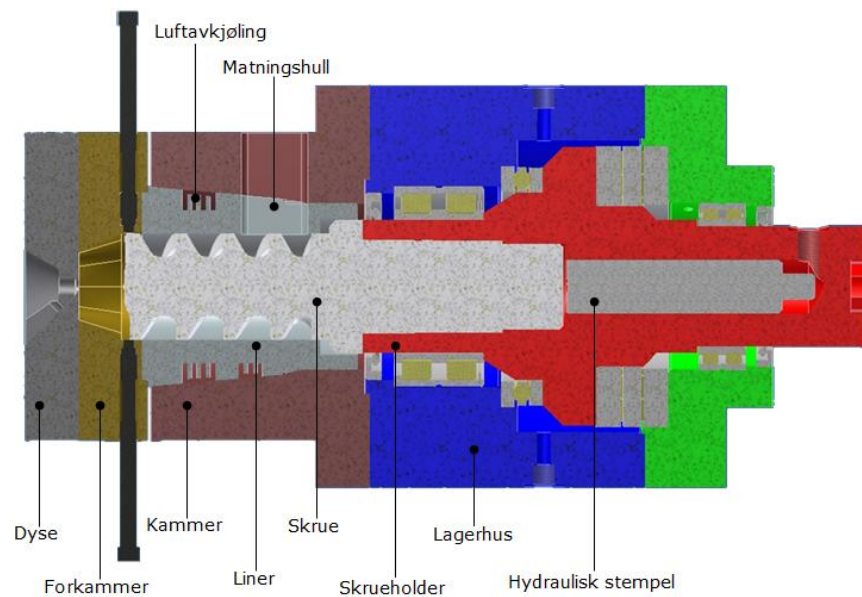 Luftavkjøling
Matningshull
Dyse
Forkammer
Kammer
Liner
Skrue
Skrueholder
Lagerhus
Hydraulisk stempel